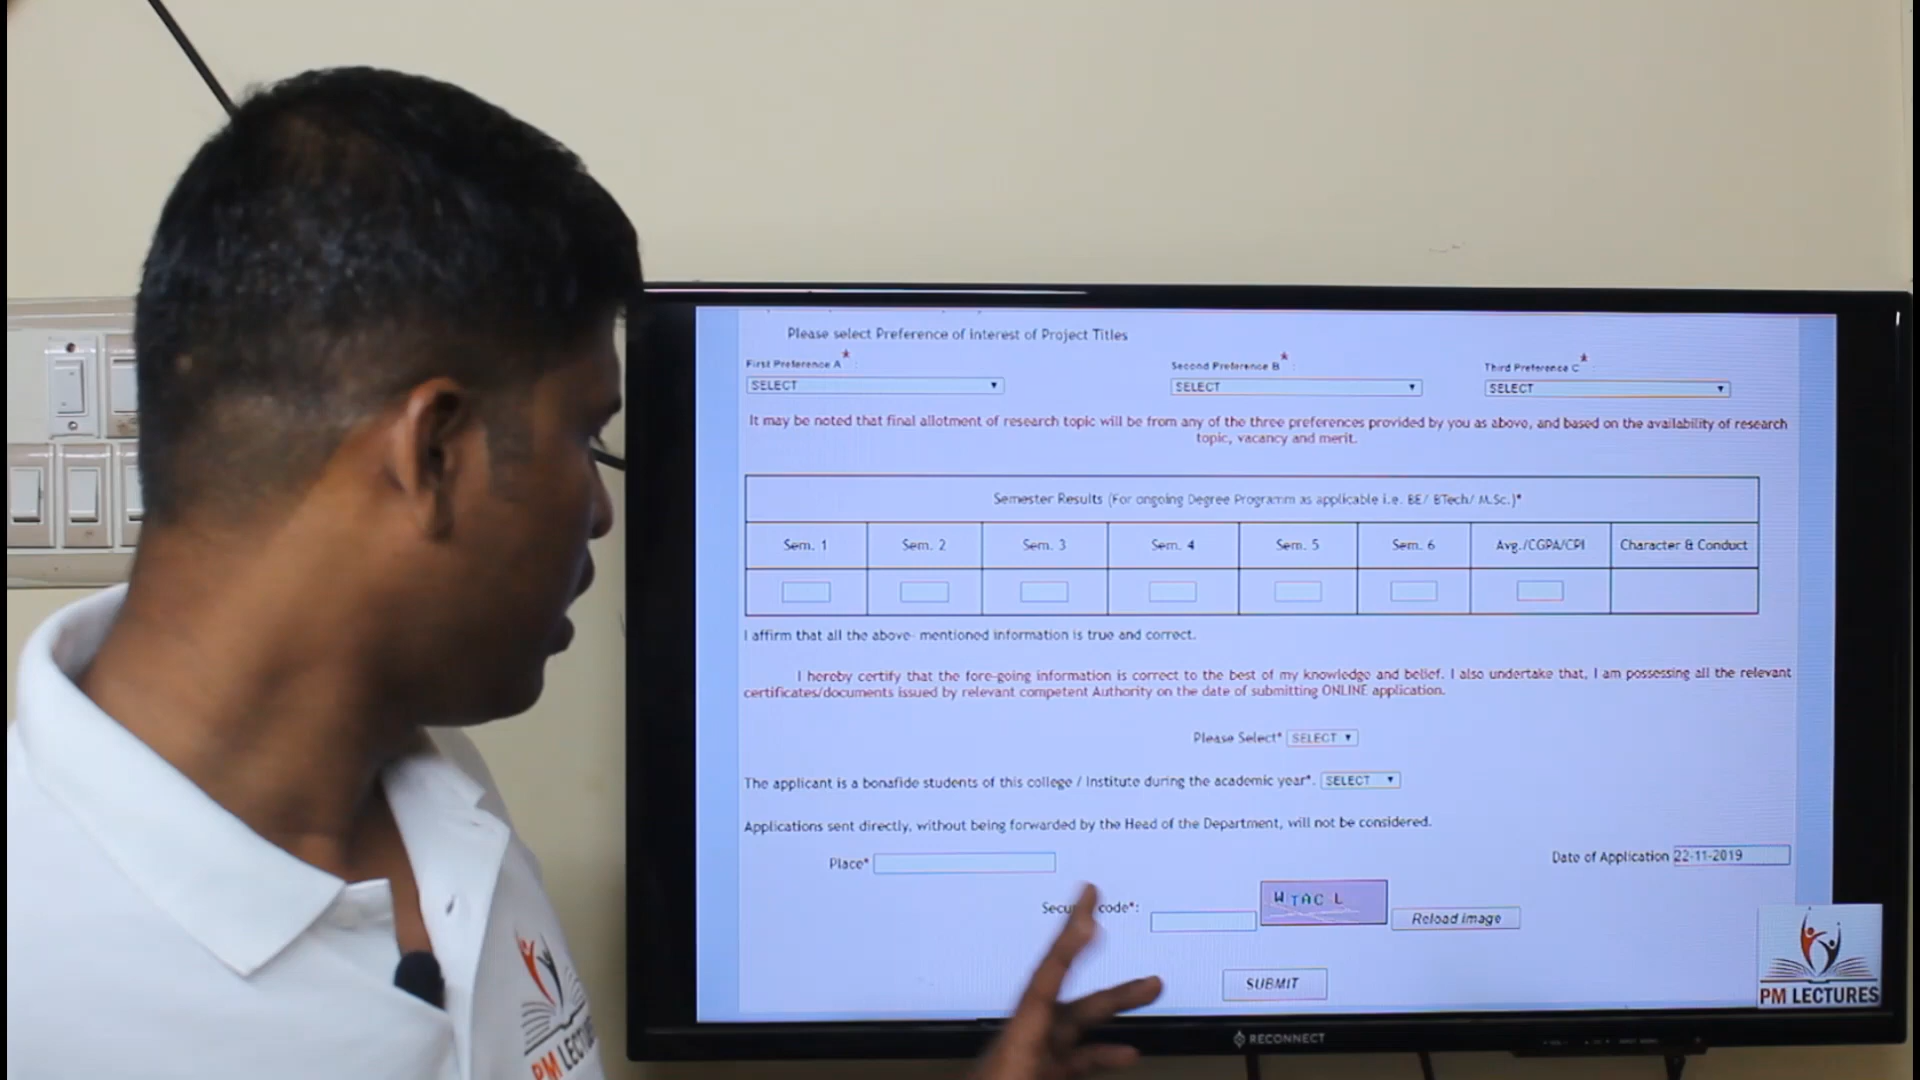 Please select Preference of interest of Project Titles
First Preference A* :
Second Preference B* :
Third Preference C* :
SELECT
SELECT
SELECT
It may be noted that final allotment of research topic will be from any of the three preferences provided by you as above, and based on the availability of research
topic, vacancy and merit.
Semester Results (For ongoing Degree Programm as applicable i.e. BE/ BTech/ M.Sc.)*
Sem. 1 Sem. 2 Sem. 3 Sem. 4 Sem. 5 Sem. 6 Avg./CGPA/CPI Character & Conduct
I affirm that all the above- mentioned information is true and correct.
I hereby certify that the fore-going information is correct to the best of my knowledge and belief. I also undertake that, I am possessing all the relevant
certificates/documents issued by relevant competent Authority on the date of submitting ONLINE application.
Please Select* SELECT
The applicant is a bonafide students of this college / Institute during the academic year*. SELECT
Applications sent directly, without being forwarded by the Head of the Department, will not be considered.
Place*
Date of Application 22-11-2019
code*:
W TAC L
Reload image
SUBMIT
PM LECTURES
RECONNECT
PM